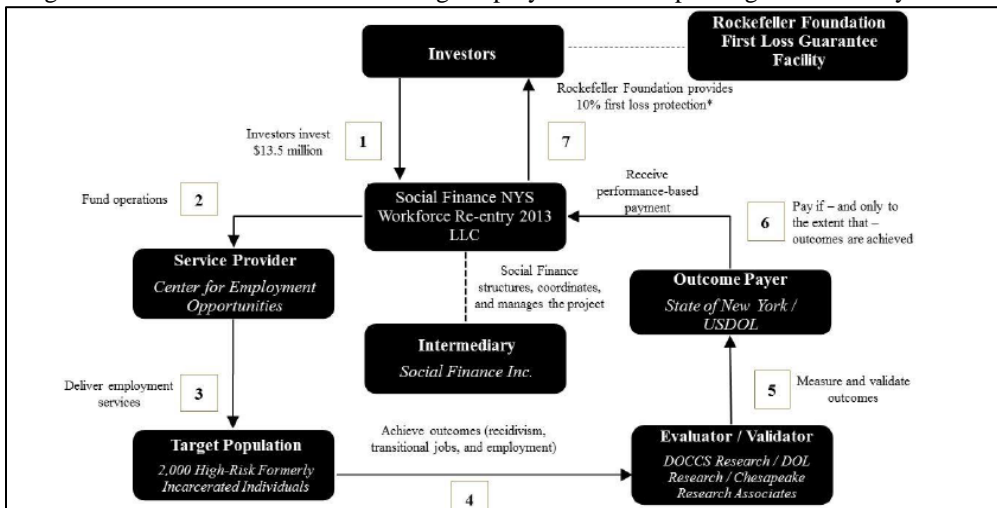 Investors
Rockefeller Foundation
First Loss Guarantee
Facility
Rockefeller Foundation provides
10% first loss protection*
Investors invest
$13.5 million
1
7
Fund operations
2
Social Finance NYS
Workforce Re-entry 2013
LLC
Receive
performance-based
payment
6
Pay if – and only to
the extent that –
outcomes are achieved
Service Provider
Center for Employment
Opportunities
Social Finance
structures, coordinates,
and manages the project
Outcome Payer
State of New York /
USDOL
Intermediary
Social Finance Inc.
Deliver employment
services
3
5
Measure and validate
outcomes
Target Population
2,000 High-Risk Formerly
Incarcerated Individuals
Achieve outcomes (recidivism,
transitional jobs, and employment)
4
Evaluator / Validator
DOCCS Research / DOL
Research / Chesapeake
Research Associates